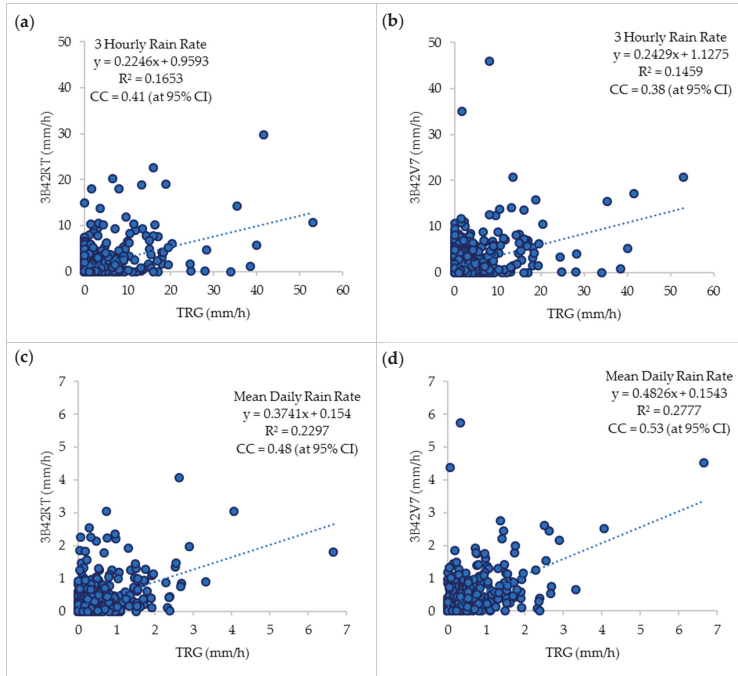 (a)
3 Hourly Rain Rate
y = 0.2246x + 0.9593
R² = 0.1653
CC = 0.41 (at 95% CI)
3B42RT (mm/h)
50
40
30
20
10
0
0 10 20 30 40 50 60
TRG (mm/h)
(b)
3 Hourly Rain Rate
y = 0.2429x + 1.1275
R² = 0.1459
CC = 0.38 (at 95% CI)
3B42V7 (mm/h)
50
40
30
20
10
0
0 10 20 30 40 50 60
TRG (mm/h)
(c)
Mean Daily Rain Rate
y = 0.3741x + 0.154
R² = 0.2297
CC = 0.48 (at 95% CI)
3B42RT (mm/h)
7
6
5
4
3
2
1
0
0 1 2 3 4 5 6 7
TRG (mm/h)
(d)
Mean Daily Rain Rate
y = 0.4826x + 0.1543
R² = 0.2777
CC = 0.53 (at 95% CI)
3B42V7 (mm/h)
7
6
5
4
3
2
1
0
0 1 2 3 4 5 6 7
TRG (mm/h)